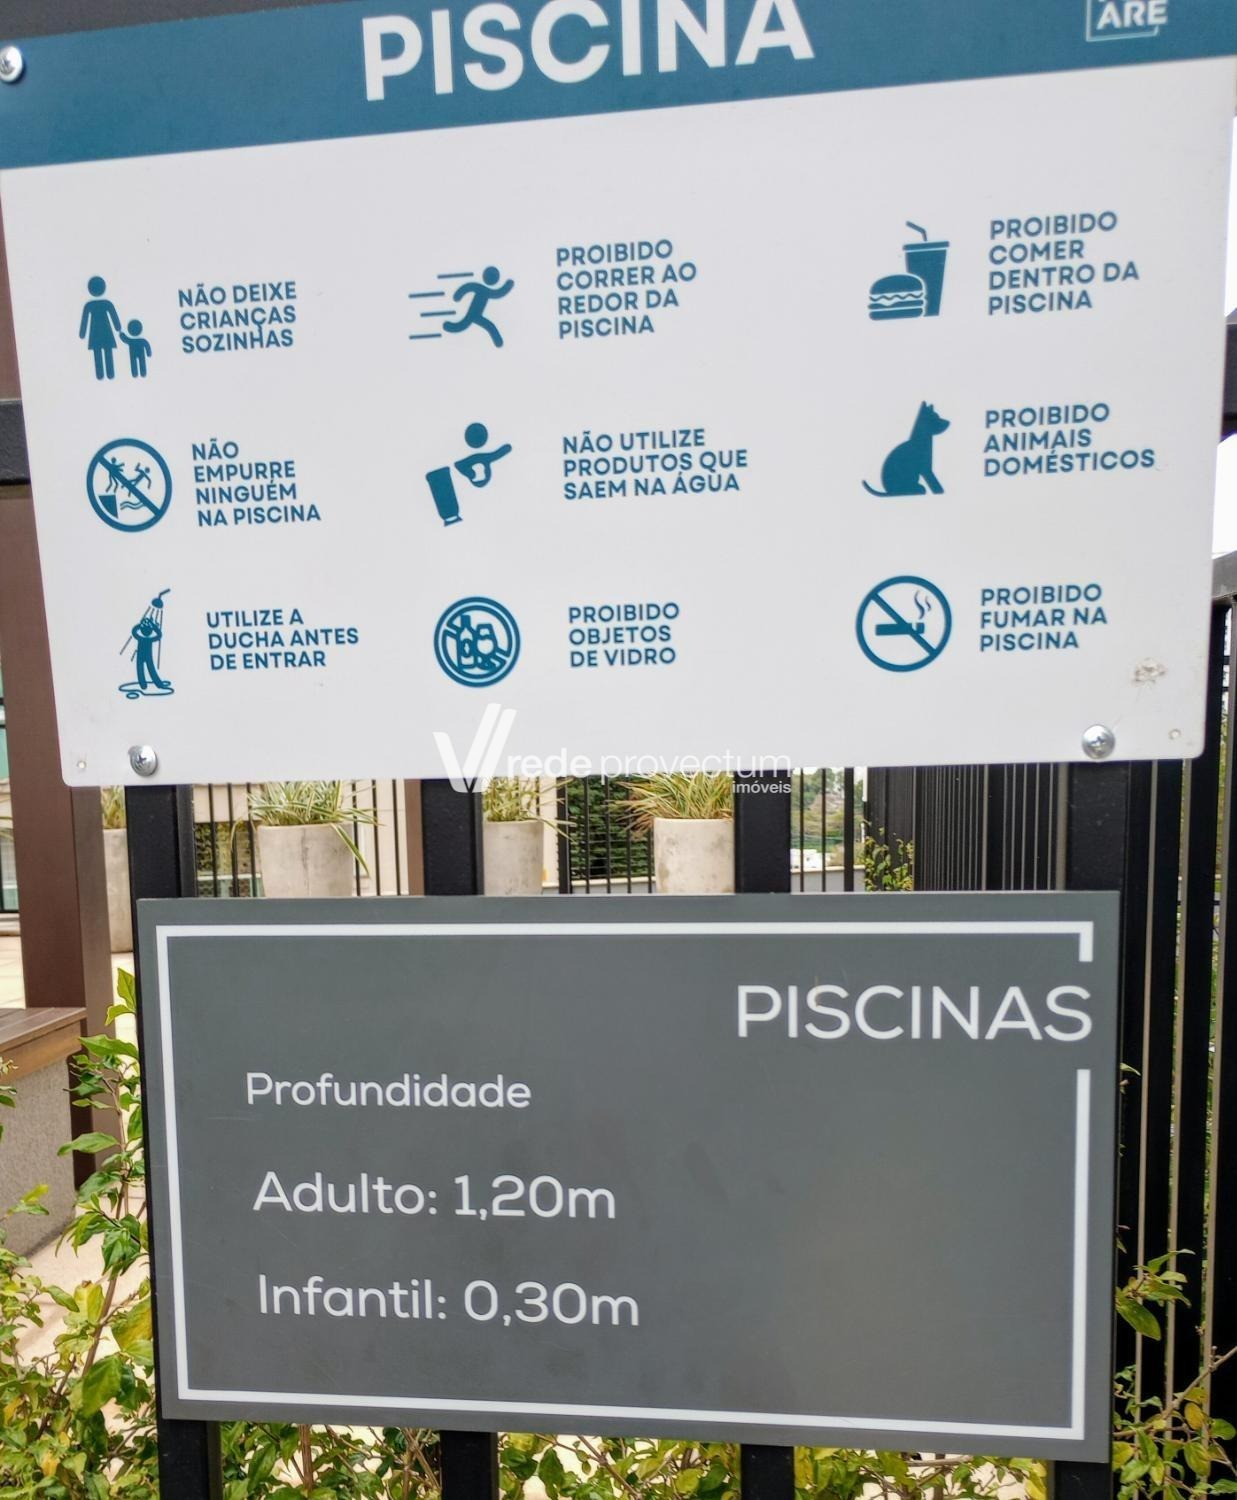 PISCINA
ARE
NÃO DEIXE
CRIANÇAS
SOZINHAS
PROIBIDO
CORRER AO
REDOR DA
PISCINA
PROIBIDO
COMER
DENTRO DA
PISCINA
NÃO
EMPURRE
NINGUÉM
NA PISCINA
NÃO UTILIZE
PRODUTOS QUE
SAEM NA ÁGUA
PROIBIDO
ANIMAIS
DOMÉSTICOS
UTILIZE A
DUCHA ANTES
DE ENTRAR
PROIBIDO
OBJETOS
DE VIDRO
PROIBIDO
FUMAR NA
PISCINA
rede provectum
imóveis
PISCINAS
Profundidade
Adulto: 1,20m
Infantil: 0,30m